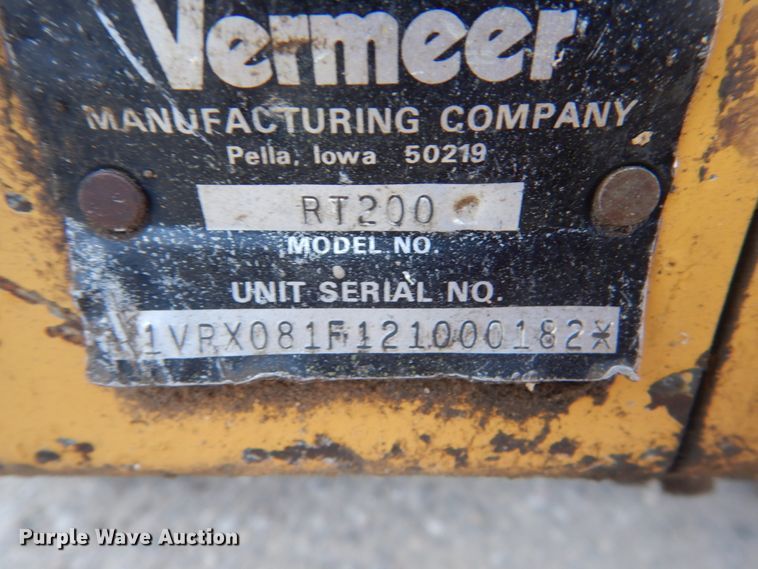 Vermeer
MANUFACTURING COMPANY
Pella, Iowa 50219
RT200
MODEL NO.
UNIT SERIAL NO.
1VRX081F121000182*
Purple Wave Auction